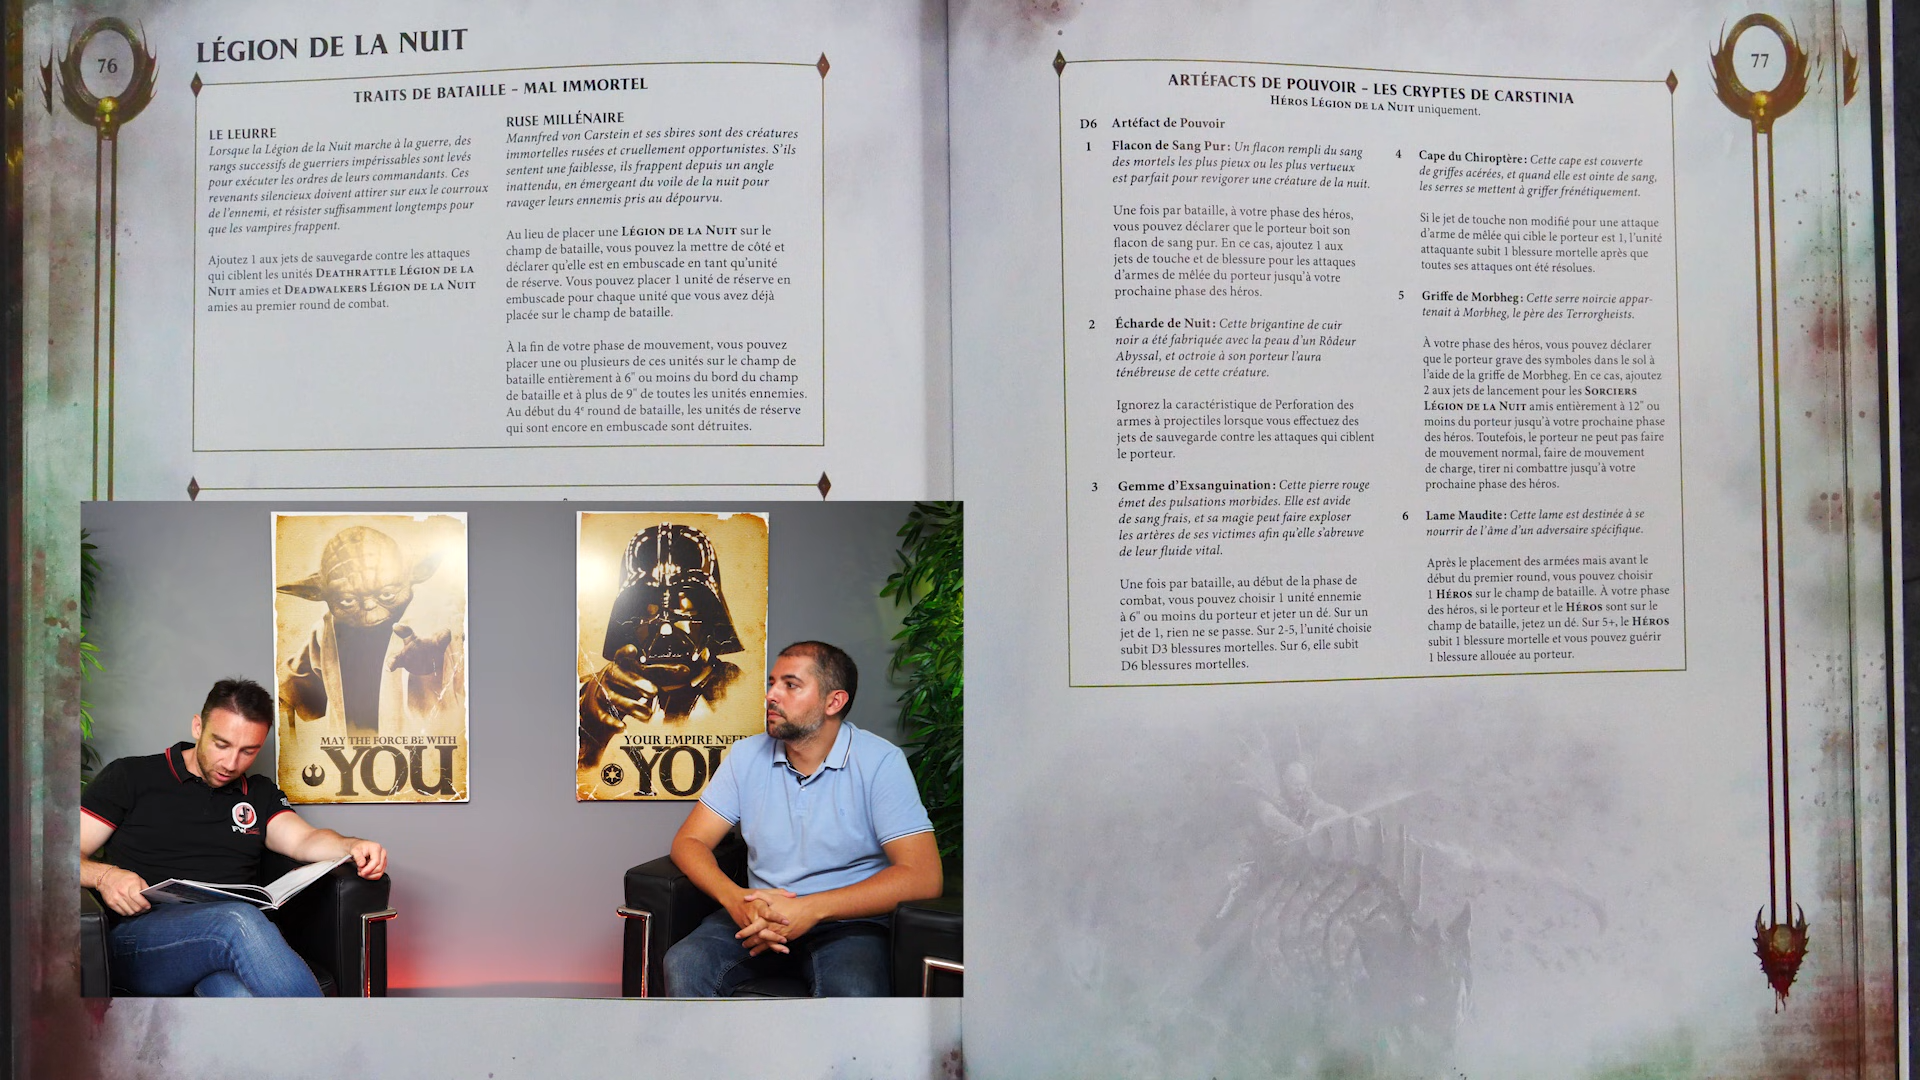 76
LÉGION DE LA NUIT
TRAITS DE BATAILLE – MAL IMMORTEL
LE LEURRE
Lorsque la Légion de la Nuit marche à la guerre, des
rangs successifs de guerriers impérissables sont levés
pour exécuter les ordres de leurs commandants. Ces
revenants silencieux doivent attirer sur eux le courroux
de l'ennemi, et résister suffisamment longtemps pour
que les vampires frappent.
Ajoutez 1 aux jets de sauvegarde contre les attaques
qui ciblent les unités DEATHRATTLE LÉGION DE LA
NUIT amies et DEADWALKERS LÉGION DE LA NUIT
amies au premier round de combat.
RUSE MILLÉNAIRE
Mannfred von Carstein et ses sbires sont des créatures
immortelles rusées et cruellement opportunistes. S'ils
sentent une faiblesse, ils frappent depuis un angle
inattendu, en émergeant du voile de la nuit pour
ravager leurs ennemis pris au dépourvu.
Au lieu de placer une LÉGION DE LA NUIT sur le
champ de bataille, vous pouvez la mettre de côté et
déclarer qu'elle est en embuscade en tant qu'unité
de réserve. Vous pouvez placer 1 unité de réserve en
embuscade pour chaque unité que vous avez déjà
placée sur le champ de bataille.
À la fin de votre phase de mouvement, vous pouvez
placer une ou plusieurs de ces unités sur le champ de
bataille entièrement à 6" ou moins du bord du champ
de bataille et à plus de 9" de toutes les unités ennemies.
Au début du 4e round de bataille, les unités de réserve
qui sont encore en embuscade sont détruites.
77
ARTÉFACTS DE POUVOIR – LES CRYPTES DE CARSTINIA
HÉROS LÉGION DE LA NUIT uniquement.
D6 Artéfact de Pouvoir
1 Flacon de Sang Pur : Un flacon rempli du sang
des mortels les plus pieux ou les plus vertueux
est parfait pour revigorer une créature de la nuit.
Une fois par bataille, à votre phase des héros,
vous pouvez déclarer que le porteur boit son
flacon de sang pur. En ce cas, ajoutez 1 aux
jets de touche et de blessure pour les attaques
d'armes de mêlée du porteur jusqu'à votre
prochaine phase des héros.
2 Écharde de Nuit : Cette brigantine de cuir
noir a été fabriquée avec la peau d'un Rôdeur
Abyssal, et octroie à son porteur l'aura
ténébreuse de cette créature.
Ignorez la caractéristique de Perforation des
armes à projectiles lorsque vous effectuez des
jets de sauvegarde contre les attaques qui ciblent
le porteur.
3 Gemme d'Exsanguination : Cette pierre rouge
émet des pulsations morbides. Elle est avide
de sang frais, et sa magie peut faire exploser
les artères de ses victimes afin qu'elle s'abreuve
de leur fluide vital.
Une fois par bataille, au début de la phase de
combat, vous pouvez choisir 1 unité ennemie
à 6" ou moins du porteur et jeter un dé. Sur un
jet de 1, rien ne se passe. Sur 2-5, l'unité choisie
subit D3 blessures mortelles. Sur 6, elle subit
D6 blessures mortelles.
4 Cape du Chiroptère : Cette cape est couverte
de griffes acérées, et quand elle est ointe de sang,
les serres se mettent à griffer frénétiquement.
Si le jet de touche non modifié pour une attaque
d'arme de mêlée qui cible le porteur est 1, l'unité
attaquante subit 1 blessure mortelle après que
toutes ses attaques ont été résolues.
5 Griffe de Morbheg : Cette serre noircie appar-
tenait à Morbheg, le père des Terrorgheists.
À votre phase des héros, vous pouvez déclarer
que le porteur grave des symboles dans le sol à
l'aide de la griffe de Morbheg. En ce cas, ajoutez
2 aux jets de lancement pour les SORCIERS
LÉGION DE LA NUIT amis entièrement à 12" ou
moins du porteur jusqu'à votre prochaine phase
des héros. Toutefois, le porteur ne peut pas faire
de mouvement normal, faire de mouvement
de charge, tirer ni combattre jusqu'à votre
prochaine phase des héros.
6 Lame Maudite : Cette lame est destinée à se
nourrir de l'âme d'un adversaire spécifique.
Après le placement des armées mais avant le
début du premier round, vous pouvez choisir
1 HÉROS sur le champ de bataille. À votre phase
des héros, si le porteur et le HÉROS sont sur le
champ de bataille, jetez un dé. Sur 5+, le HÉROS
subit 1 blessure mortelle et vous pouvez guérir
1 blessure allouée au porteur.
MAY THE FORCE BE WITH
YOU
YOUR EMPIRE NEE
YOU